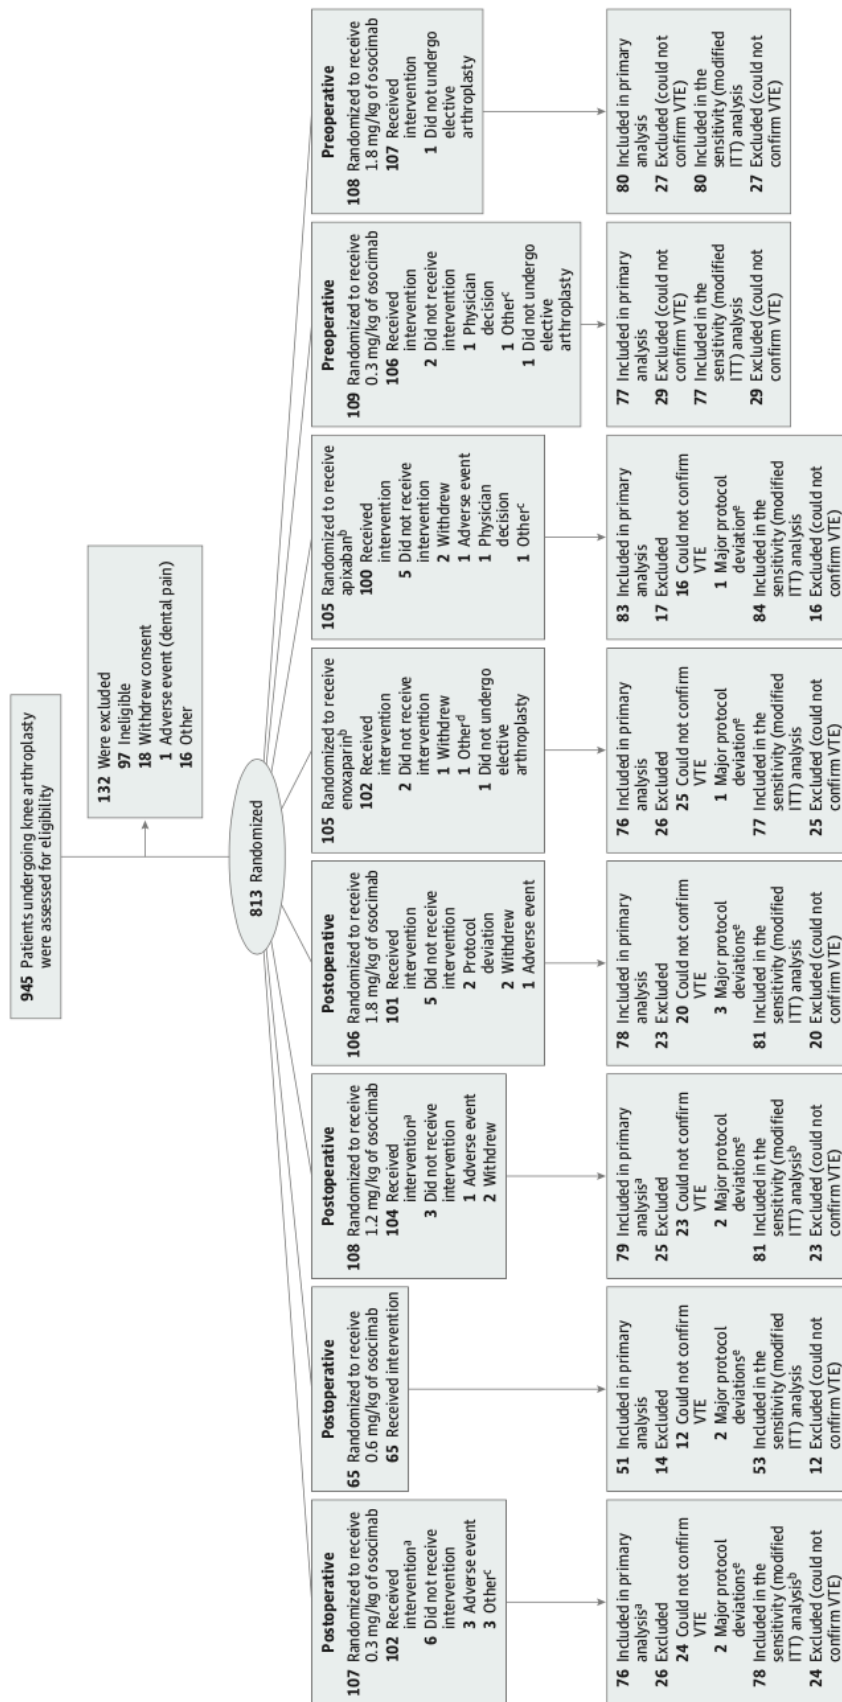 945 Patients undergoing knee arthroplasty
were assessed for eligibility
132 Were excluded
97 Ineligible
18 Withdrew consent
1 Adverse event (dental pain)
16 Other
813 Randomized
Postoperative
107 Randomized to receive
0.3 mg/kg of osocimab
102 Received
interventionᵃ
6 Did not receive
intervention
3 Adverse event
3 Otherᶜ
Postoperative
65 Randomized to receive
0.6 mg/kg of osocimab
65 Received intervention
Postoperative
108 Randomized to receive
1.2 mg/kg of osocimab
104 Received
interventionᵃ
3 Did not receive
intervention
1 Adverse event
2 Withdrew
Postoperative
106 Randomized to receive
1.8 mg/kg of osocimab
101 Received
intervention
5 Did not receive
intervention
2 Protocol
deviation
2 Withdrew
1 Adverse event
105 Randomized to receive
enoxaparinᵇ
102 Received
intervention
2 Did not receive
intervention
1 Withdrew
1 Otherᵈ
1 Did not undergo
elective
arthroplasty
105 Randomized to receive
apixabanᵇ
100 Received
intervention
5 Did not receive
intervention
2 Withdrew
1 Adverse event
1 Physician
decision
1 Otherᶜ
Preoperative
109 Randomized to receive
0.3 mg/kg of osocimab
106 Received
intervention
2 Did not receive
intervention
1 Physician
decision
1 Otherᶜ
1 Did not undergo
elective
arthroplasty
Preoperative
108 Randomized to receive
1.8 mg/kg of osocimab
107 Received
intervention
1 Did not undergo
elective
arthroplasty
76 Included in primary
analysisᵃ
26 Excluded
24 Could not confirm
VTE
2 Major protocol
deviationsᵉ
78 Included in the
sensitivity (modified
ITT) analysisᵇ
24 Excluded (could not
confirm VTE)
51 Included in primary
analysis
14 Excluded
12 Could not confirm
VTE
2 Major protocol
deviationsᵉ
53 Included in the
sensitivity (modified
ITT) analysis
12 Excluded (could not
confirm VTE)
79 Included in primary
analysisᵃ
25 Excluded
23 Could not confirm
VTE
2 Major protocol
deviationsᵉ
81 Included in the
sensitivity (modified
ITT) analysisᵇ
23 Excluded (could not
confirm VTE)
78 Included in primary
analysis
23 Excluded
20 Could not confirm
VTE
3 Major protocol
deviationsᵉ
81 Included in the
sensitivity (modified
ITT) analysis
20 Excluded (could not
confirm VTE)
76 Included in primary
analysis
26 Excluded
25 Could not confirm
VTE
1 Major protocol
deviationᵉ
77 Included in the
sensitivity (modified
ITT) analysis
25 Excluded (could not
confirm VTE)
83 Included in primary
analysis
17 Excluded
16 Could not confirm
VTE
1 Major protocol
deviationᵉ
84 Included in the
sensitivity (modified
ITT) analysis
16 Excluded (could not
confirm VTE)
77 Included in primary
analysis
29 Excluded (could not
confirm VTE)
77 Included in the
sensitivity (modified
ITT) analysis
29 Excluded (could not
confirm VTE)
80 Included in primary
analysis
27 Excluded (could not
confirm VTE)
80 Included in the
sensitivity (modified
ITT) analysis
27 Excluded (could not
confirm VTE)